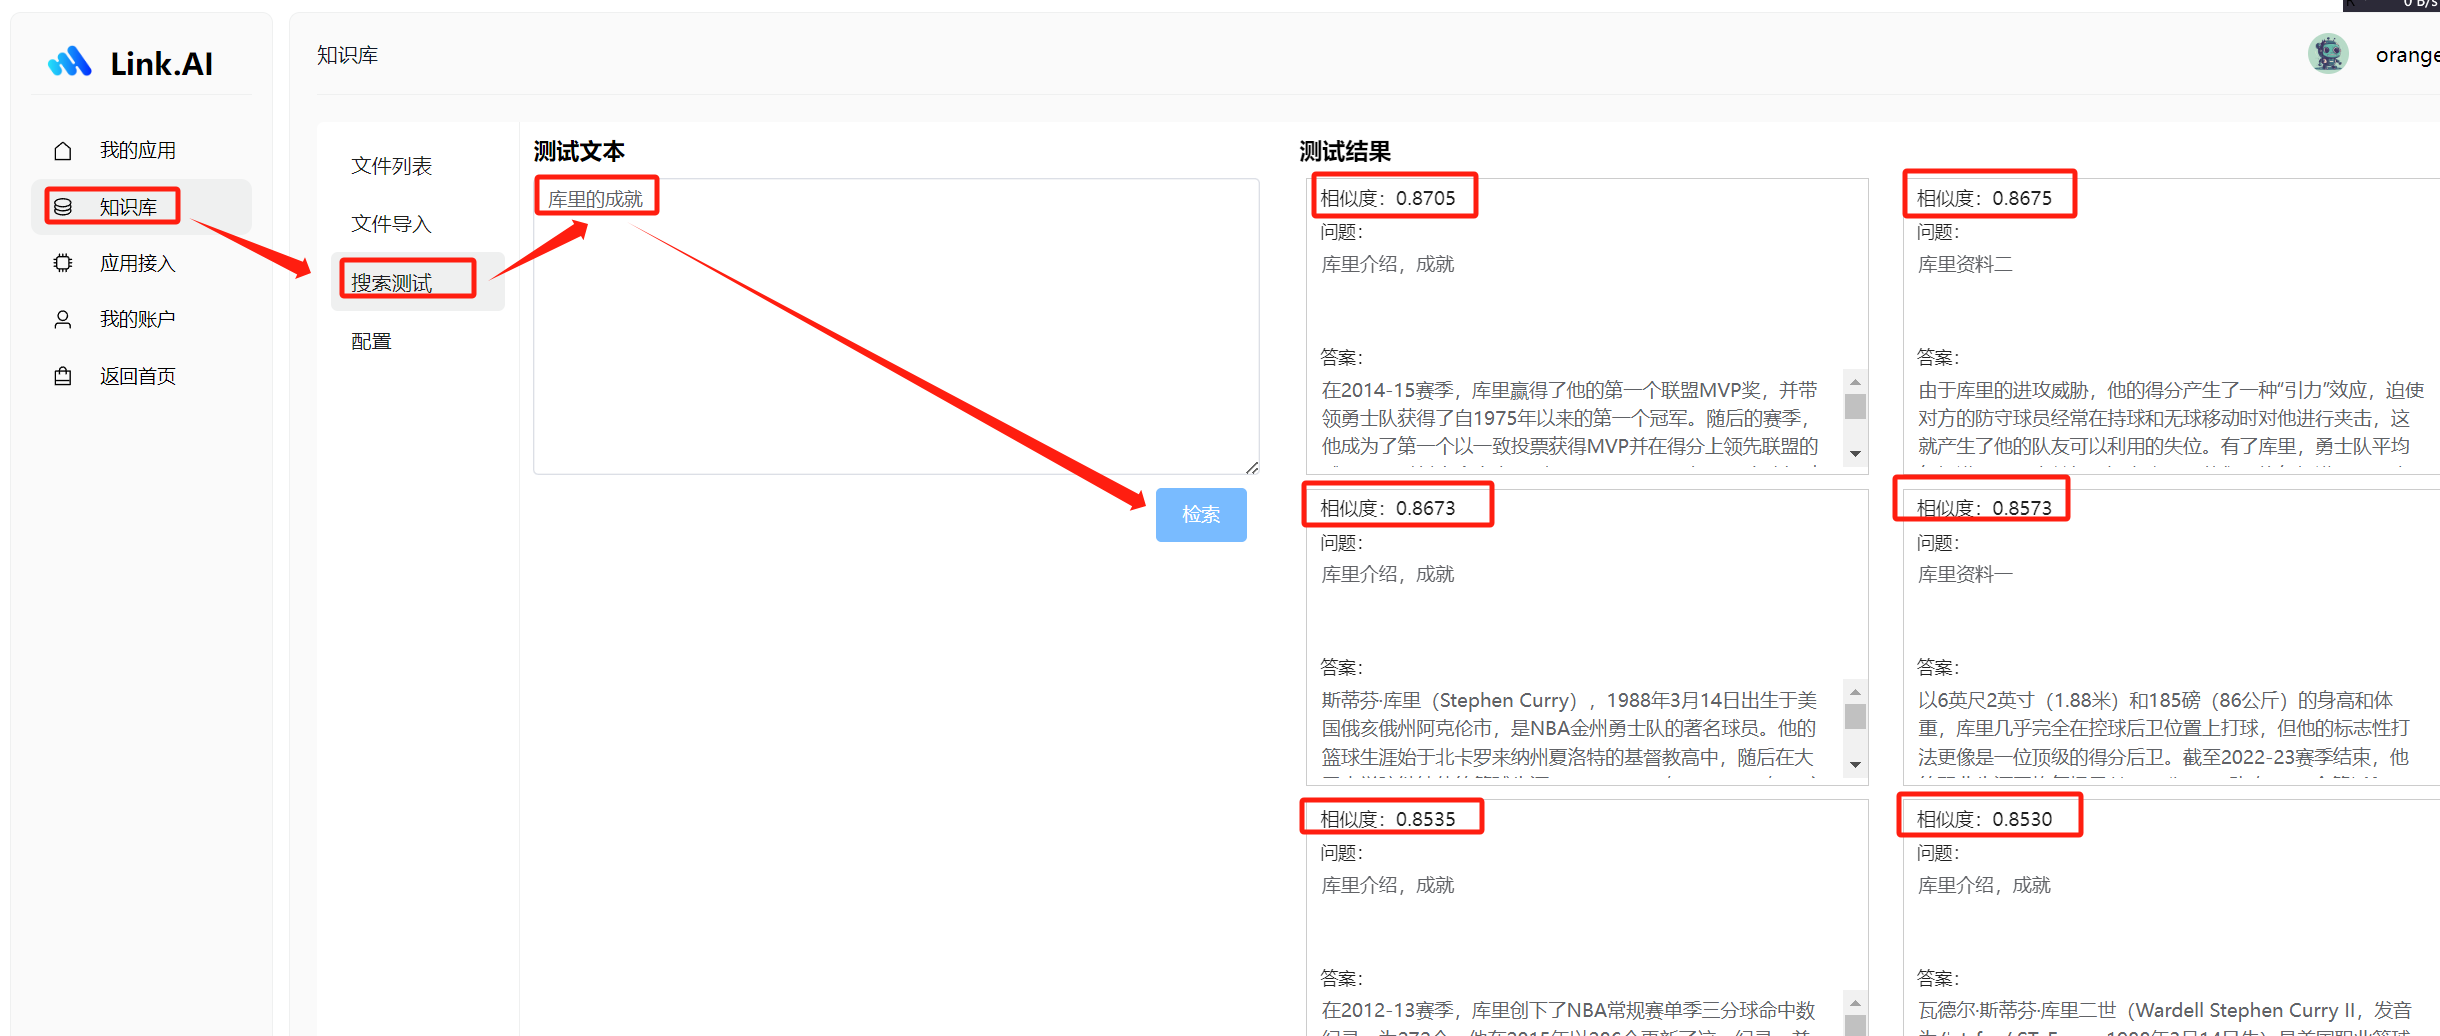 0 B/s
Link.AI
知识库
orange
我的应用
知识库
应用接入
我的账户
返回首页
文件列表
文件导入
搜索测试
配置
测试文本
库里的成就
检索
测试结果
相似度：0.8705
问题：
库里介绍，成就
答案：
在2014-15赛季，库里赢得了他的第一个联盟MVP奖，并带
领勇士队获得了自1975年以来的第一个冠军。随后的赛季，
他成为了第一个以一致投票获得MVP并在得分上领先联盟的
相似度：0.8675
问题：
库里资料二
答案：
由于库里的进攻威胁，他的得分产生了一种“引力”效应，迫使
对方的防守球员经常在持球和无球移动时对他进行夹击，这
就产生了他的队友可以利用的失位。有了库里，勇士队平均
相似度：0.8673
问题：
库里介绍，成就
答案：
斯蒂芬·库里（Stephen Curry），1988年3月14日出生于美
国俄亥俄州阿克伦市，是NBA金州勇士队的著名球员。他的
篮球生涯始于北卡罗来纳州夏洛特的基督教高中，随后在大
相似度：0.8573
问题：
库里资料一
答案：
以6英尺2英寸（1.88米）和185磅（86公斤）的身高和体
重，库里几乎完全在控球后卫位置上打球，但他的标志性打
法更像是一位顶级的得分后卫。截至2022-23赛季结束，他
相似度：0.8535
问题：
库里介绍，成就
答案：
在2012-13赛季，库里创下了NBA常规赛单季三分球命中数
相似度：0.8530
问题：
库里介绍，成就
答案：
瓦德尔·斯蒂芬·库里二世（Wardell Stephen Curry II，发音